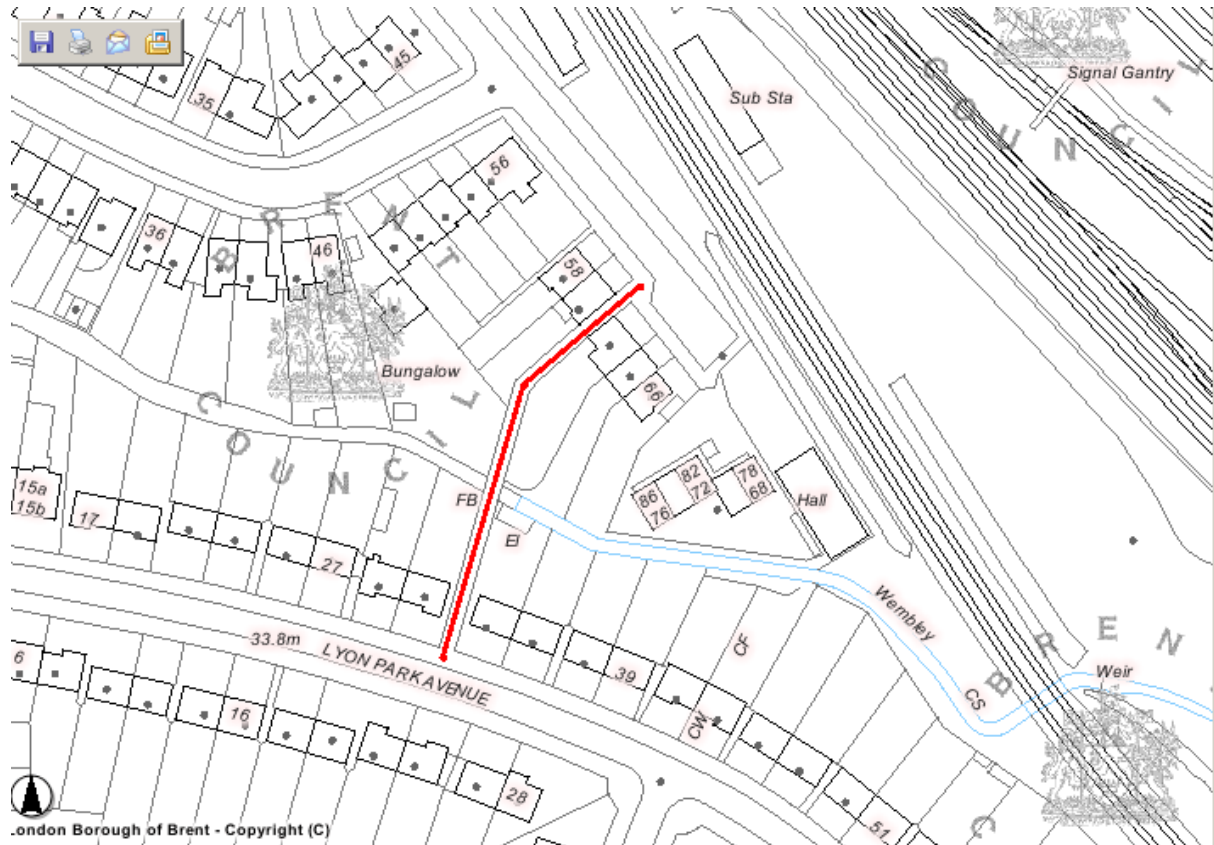 45
35
Sub Sta
Signal Gantry
COUNCIL
56
36
46
BRENT
58
Bungalow
66
COUNCIL
15a
15b
17
FB
El
86
76
82
72
78
68
Hall
27
33.8m
LYON PARK AVENUE
39
CF
CW
Wembley
CS
BREN
Weir
6
16
28
51
C
London Borough of Brent - Copyright (C)